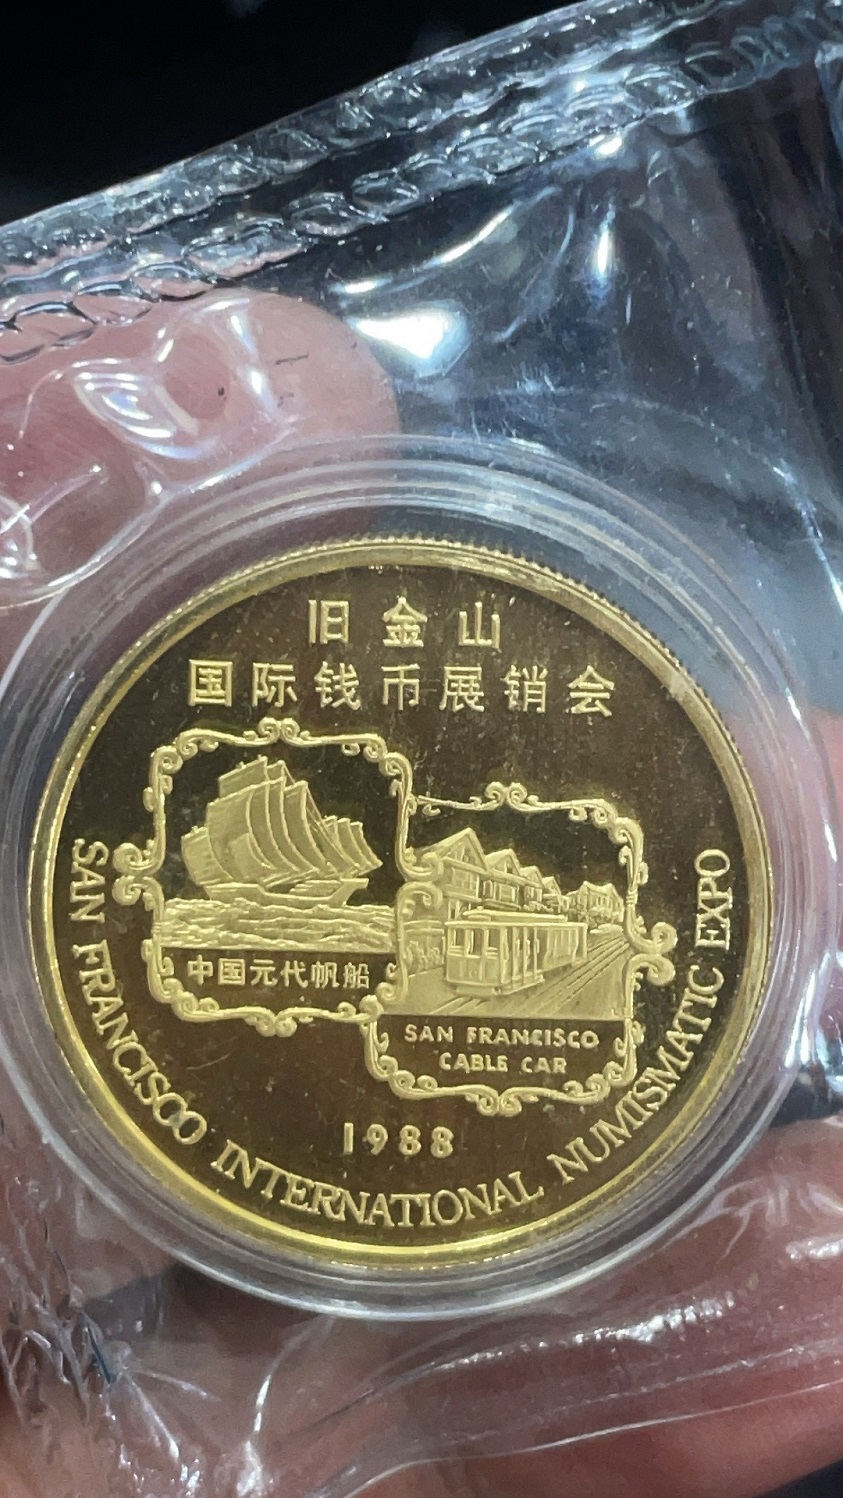 旧金山
国际钱币展销会
中国元代帆船
SAN FRANCISCO
CABLE CAR
1988
SAN FRANCISCO INTERNATIONAL NUMISMATIC EXPO